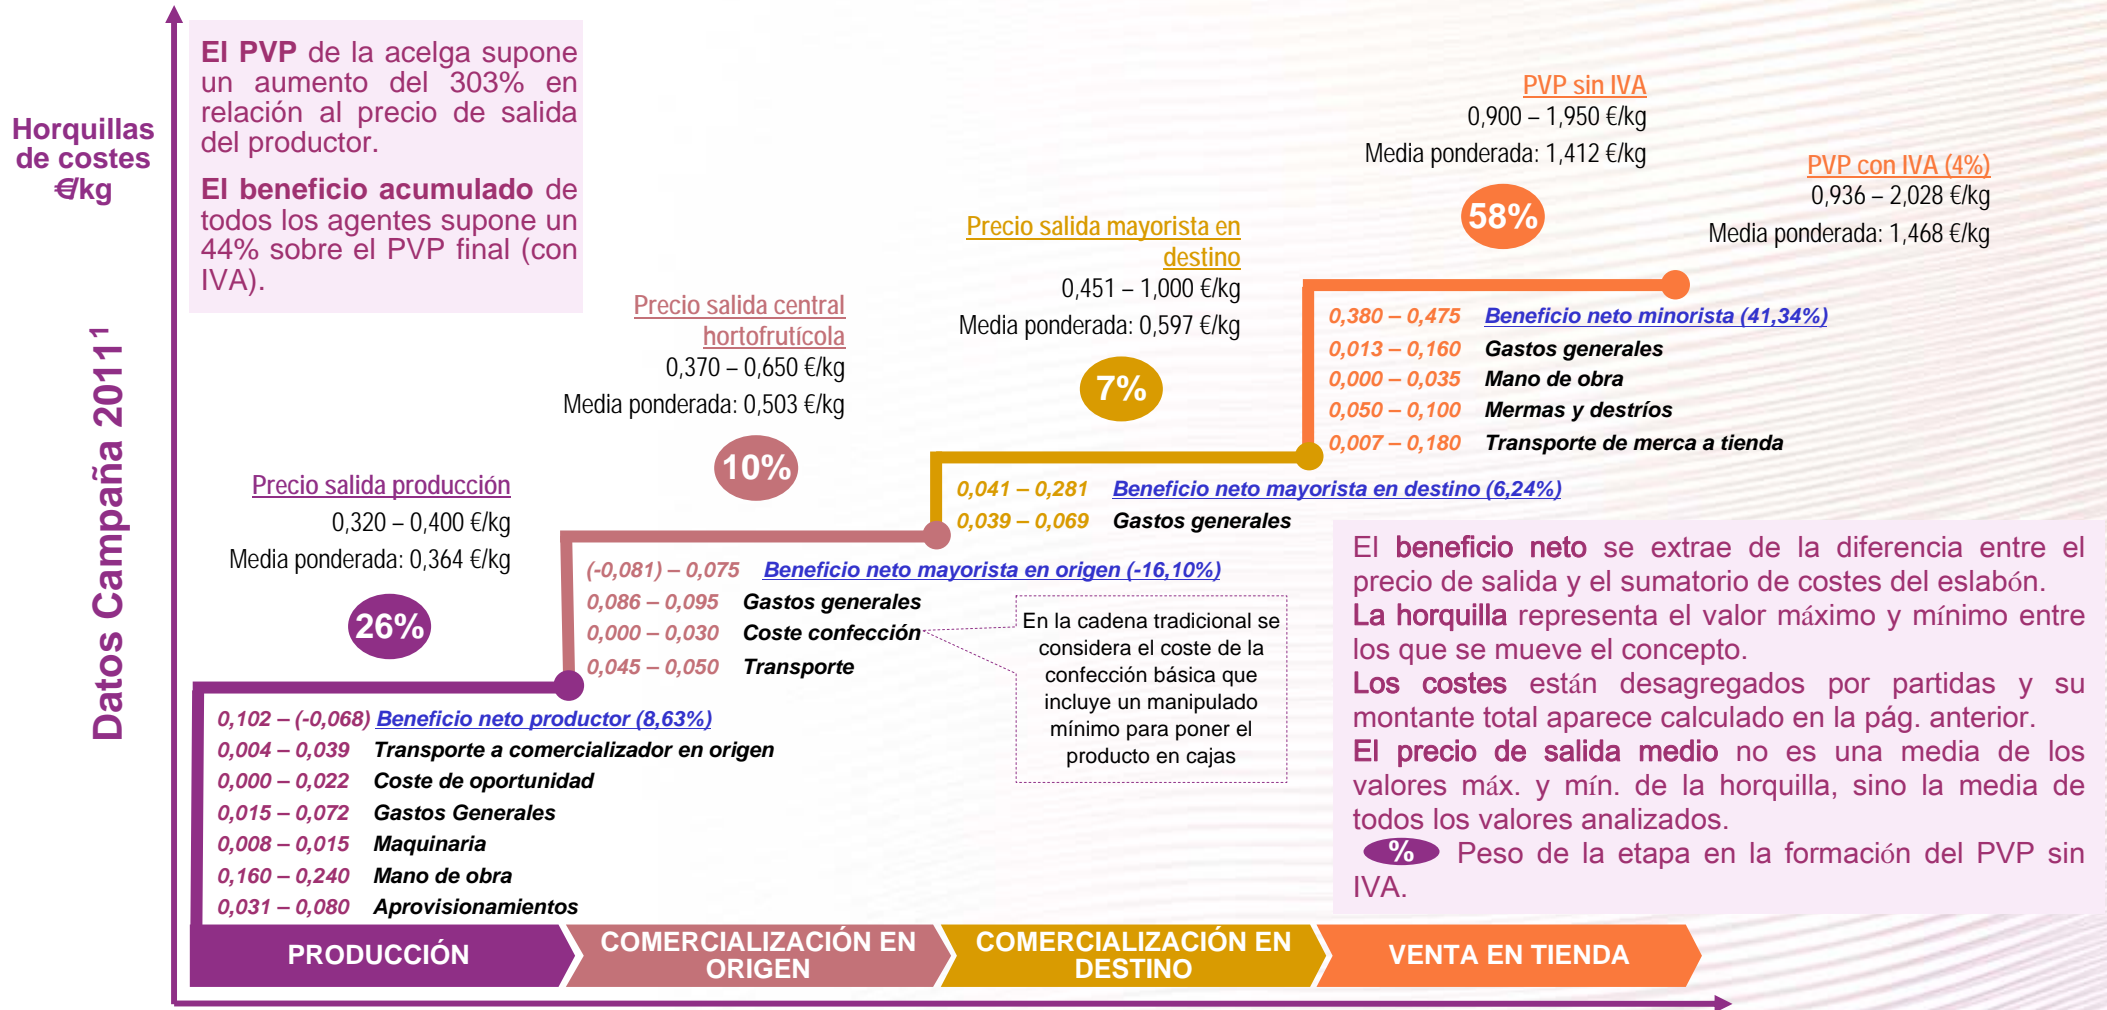 El PVP de la acelga supone
un aumento del 303% en
relación al precio de salida
del productor.
El beneficio acumulado de
todos los agentes supone un
44% sobre el PVP final (con
IVA).
Horquillas
de costes
€/kg
Datos Campaña 2011¹
PVP sin IVA
0,900 – 1,950 €/kg
Media ponderada: 1,412 €/kg
58%
PVP con IVA (4%)
0,936 – 2,028 €/kg
Media ponderada: 1,468 €/kg
Precio salida mayorista en
destino
0,451 – 1,000 €/kg
Media ponderada: 0,597 €/kg
7%
Precio salida central
hortofrutícola
0,370 – 0,650 €/kg
Media ponderada: 0,503 €/kg
10%
Precio salida producción
0,320 – 0,400 €/kg
Media ponderada: 0,364 €/kg
26%
0,380 – 0,475 Beneficio neto minorista (41,34%)
0,013 – 0,160 Gastos generales
0,000 – 0,035 Mano de obra
0,050 – 0,100 Mermas y destríos
0,007 – 0,180 Transporte de merca a tienda
0,041 – 0,281 Beneficio neto mayorista en destino (6,24%)
0,039 – 0,069 Gastos generales
(-0,081) – 0,075 Beneficio neto mayorista en origen (-16,10%)
0,086 – 0,095 Gastos generales
0,000 – 0,030 Coste confección
0,045 – 0,050 Transporte
En la cadena tradicional se
considera el coste de la
confección básica que
incluye un manipulado
mínimo para poner el
producto en cajas
0,102 – (-0,068) Beneficio neto productor (8,63%)
0,004 – 0,039 Transporte a comercializador en origen
0,000 – 0,022 Coste de oportunidad
0,015 – 0,072 Gastos Generales
0,008 – 0,015 Maquinaria
0,160 – 0,240 Mano de obra
0,031 – 0,080 Aprovisionamientos
El beneficio neto se extrae de la diferencia entre el
precio de salida y el sumatorio de costes del eslabón.
La horquilla representa el valor máximo y mínimo entre
los que se mueve el concepto.
Los costes están desagregados por partidas y su
montante total aparece calculado en la pág. anterior.
El precio de salida medio no es una media de los
valores máx. y mín. de la horquilla, sino la media de
todos los valores analizados.
% Peso de la etapa en la formación del PVP sin
IVA.
PRODUCCIÓN
COMERCIALIZACIÓN EN
ORIGEN
COMERCIALIZACIÓN EN
DESTINO
VENTA EN TIENDA